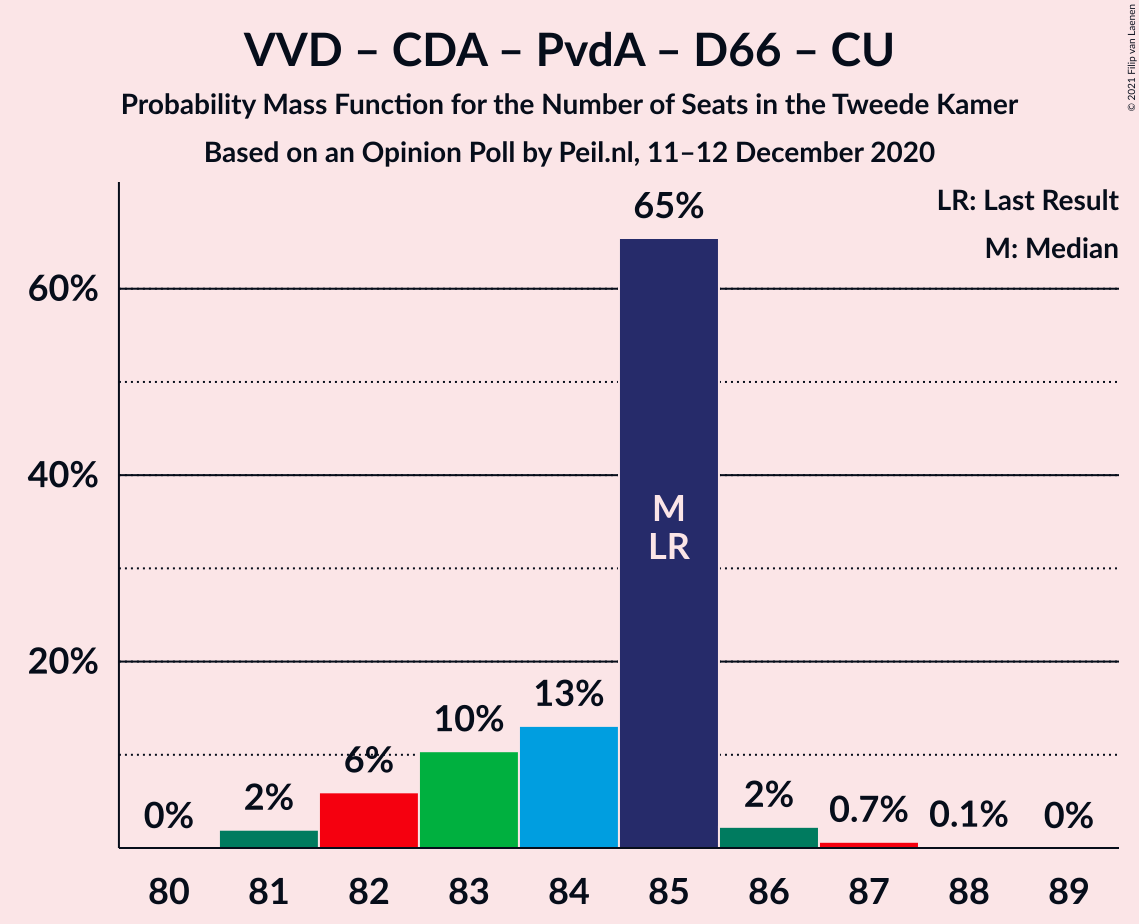 VVD – CDA – PvdA – D66 – CU
Probability Mass Function for the Number of Seats in the Tweede Kamer
Based on an Opinion Poll by Peil.nl, 11–12 December 2020
© 2021 Filip van Laenen
LR: Last Result
M: Median
65%
60%
40%
20%
M
LR
0%
2%
6%
10%
13%
2%
0.7%
0.1%
0%
80
81
82
83
84
85
86
87
88
89